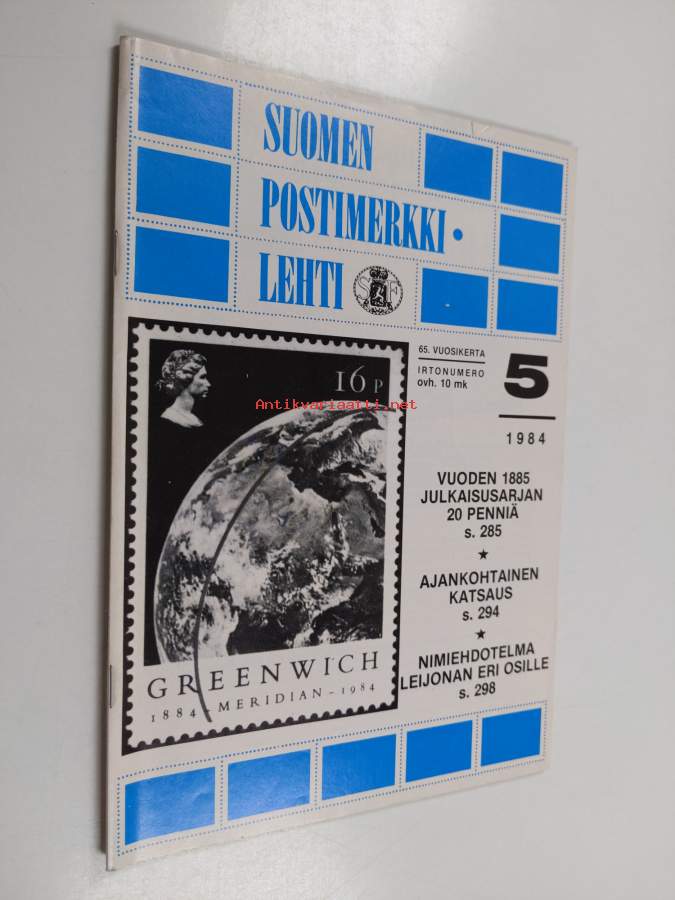 SUOMEN
POSTIMERKKI-
LEHTI
SF
65. VUOSIKERTA
IRTONUMERO
ovh. 10 mk
5
1984
16P
Antikvariaatti.net
GREENWICH
1884-MERIDIAN-1984
VUODEN 1885
JULKAISUSARJAN
20 PENNIÄ
s. 285
★
AJANKOHTAINEN
KATSAUS
s. 294
★
NIMIEHDOTELMA
LEIJONAN ERI OSILLE
s. 298